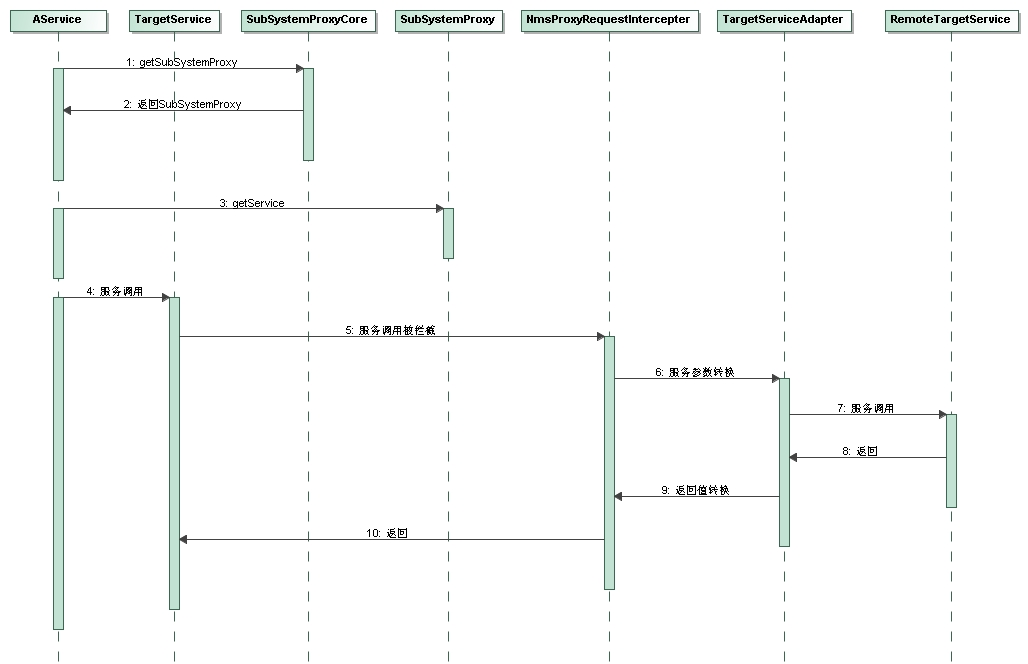 AService
TargetService
SubSystemProxyCore
SubSystemProxy
NmsProxyRequestIntercepter
TargetServiceAdapter
RemoteTargetService
1: getSubSystemProxy
2: 返回SubSystemProxy
3: getService
4: 服务调用
5: 服务调用被拦截
6: 服务参数转换
7: 服务调用
8: 返回
9: 返回值转换
10: 返回